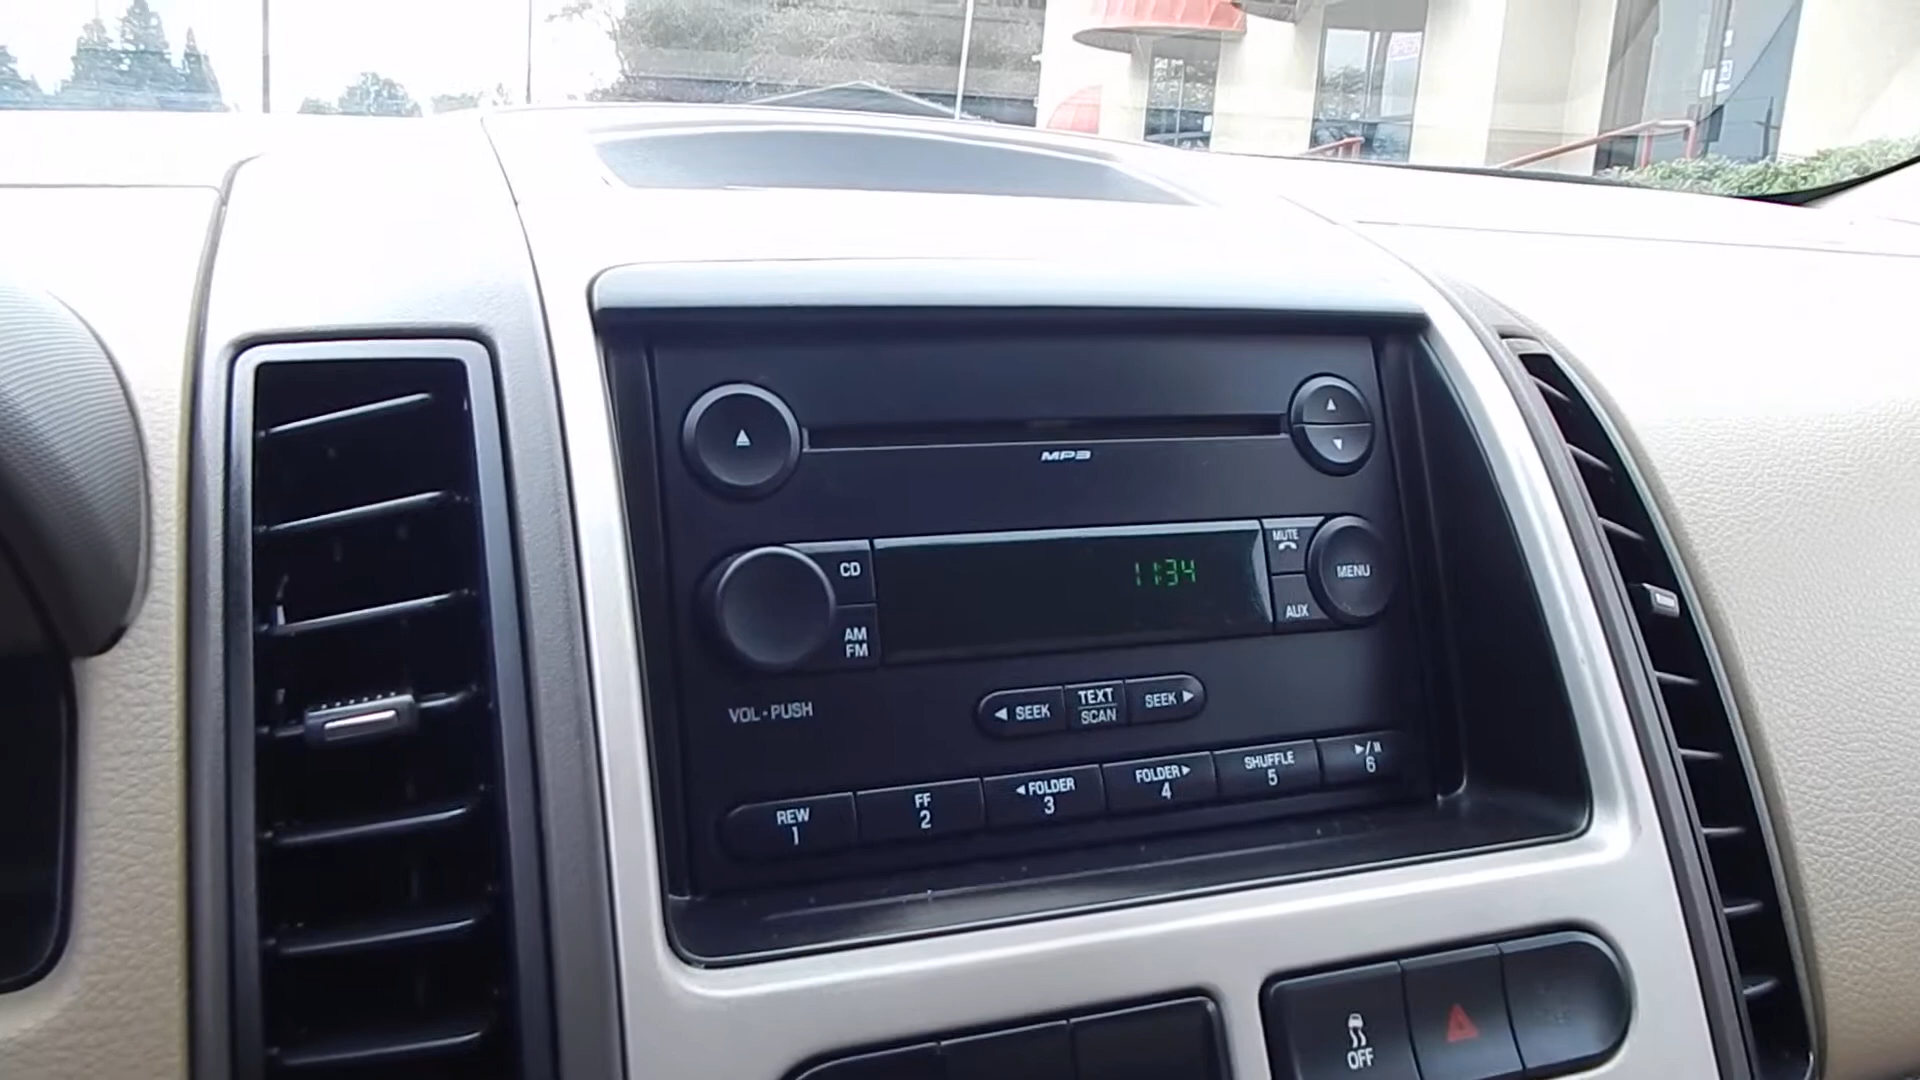 MP3
CD
11:34
MUTE
MENU
AUX
AM
FM
VOL•PUSH
◄ SEEK
TEXT
SCAN
SEEK ►
REW
1
FF
2
◄FOLDER
3
FOLDER►
4
SHUFFLE
5
►/II
6
OFF